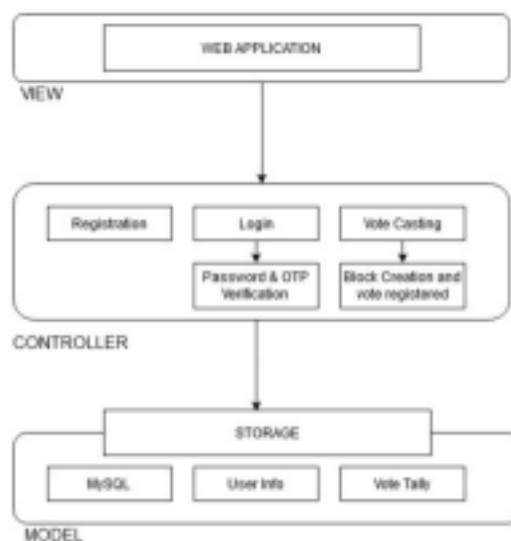 WEB APPLICATION
VIEW
Registration
Login
Vote Casting
Password & OTP
Verification
Block Creation and
vote registered
CONTROLLER
STORAGE
MySQL
User Info
Vote Tally
MODEL